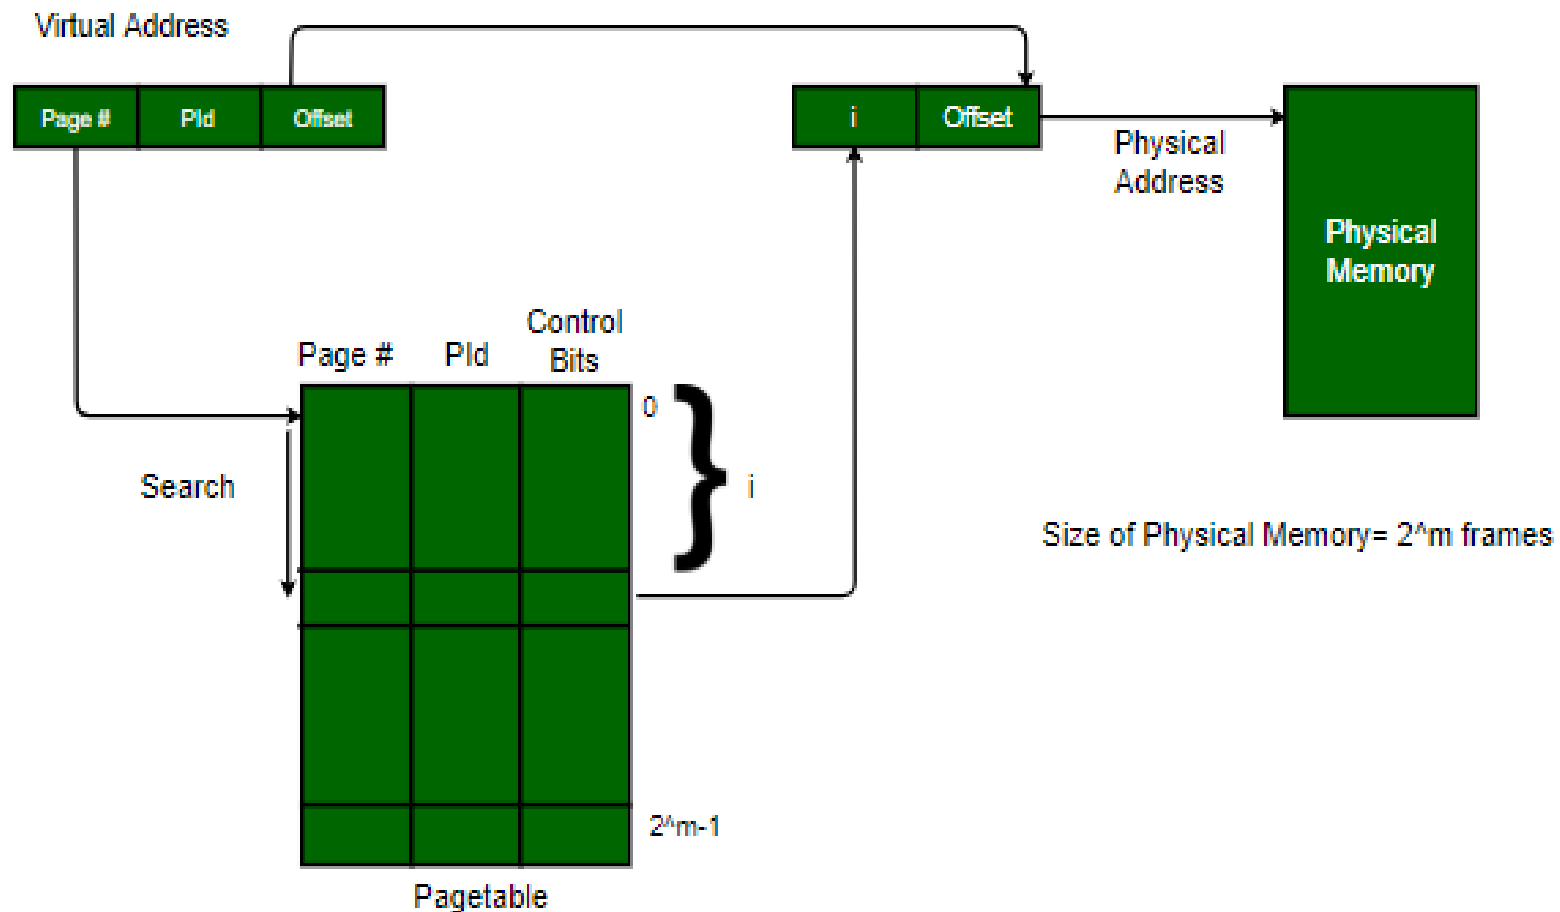 Virtual Address
Page #
PId
Offset
i
Offset
Physical
Address
Physical
Memory
Page #
PId
Control
Bits
0
Search
i
Size of Physical Memory= 2^m frames
2^m-1
Pagetable